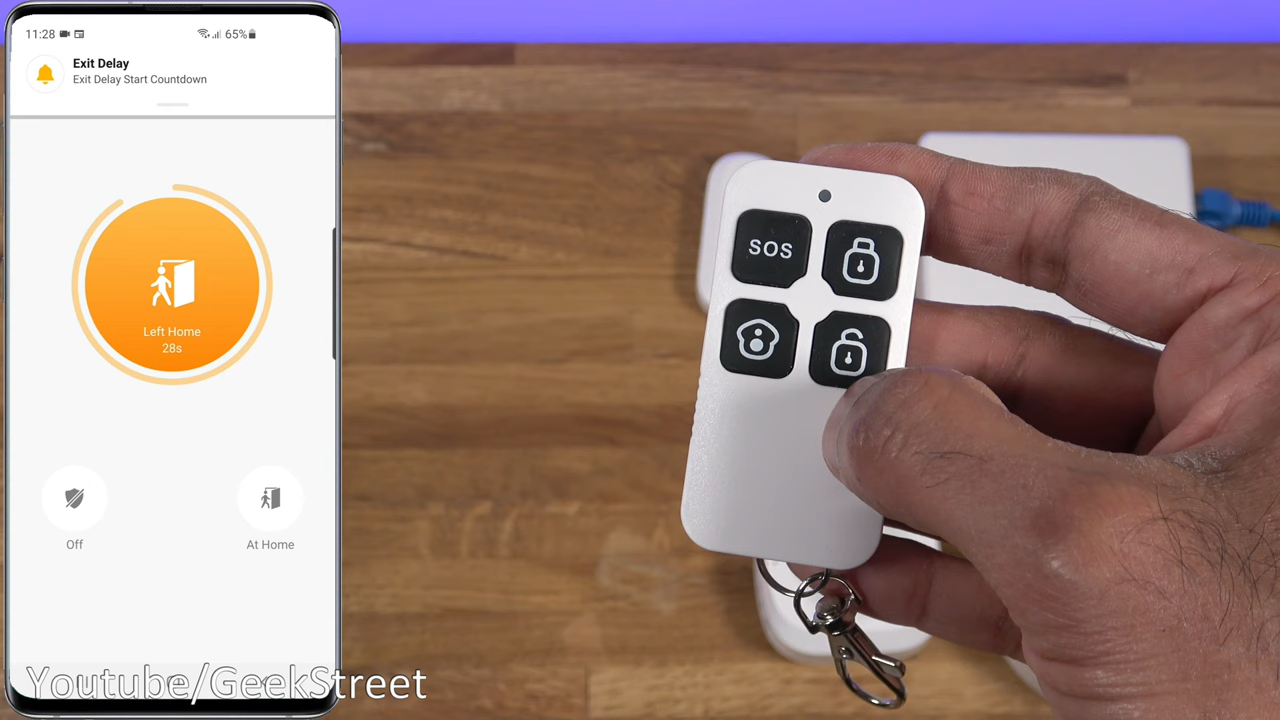 11:28
65%
Exit Delay
Exit Delay Start Countdown
Left Home
28s
Off
At Home
SOS
Youtube/GeekStreet